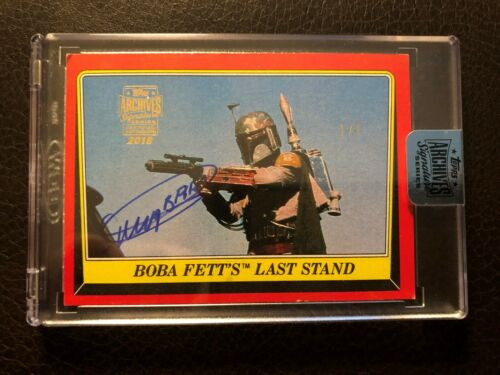 Topps
ARCHIVES
Signature
SERIES
2018
1/1
BOBA FETT'S™ LAST STAND
Topps
ARCHIVES
Signature
SERIES